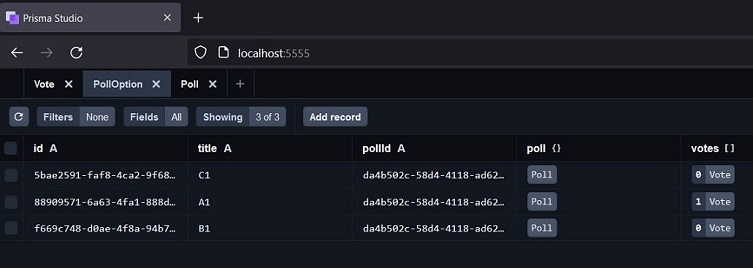 Prisma Studio
localhost:5555
Vote PollOption Poll
Filters None Fields All Showing 3 of 3 Add record
id A title A pollId A poll {} votes []
5bae2591-faf8-4ca2-9f68… C1 da4b502c-58d4-4118-ad62… Poll 0 Vote
88909571-6a63-4fa1-888d… A1 da4b502c-58d4-4118-ad62… Poll 1 Vote
f669c748-d0ae-4f8a-94b7… B1 da4b502c-58d4-4118-ad62… Poll 0 Vote